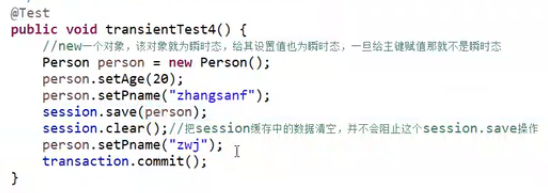 @Test
public void transientTest4() {
//new一个对象，该对象就为瞬时态，给其设置值也为瞬时态，一旦给主键赋值那就不是瞬时态
Person person = new Person();
person.setAge(20);
person.setPname("zhangsanf");
session.save(person);
session.clear();//把session缓存中的数据清空，并不会阻止这个session.save操作
person.setPname("zwj");
transaction.commit();
}